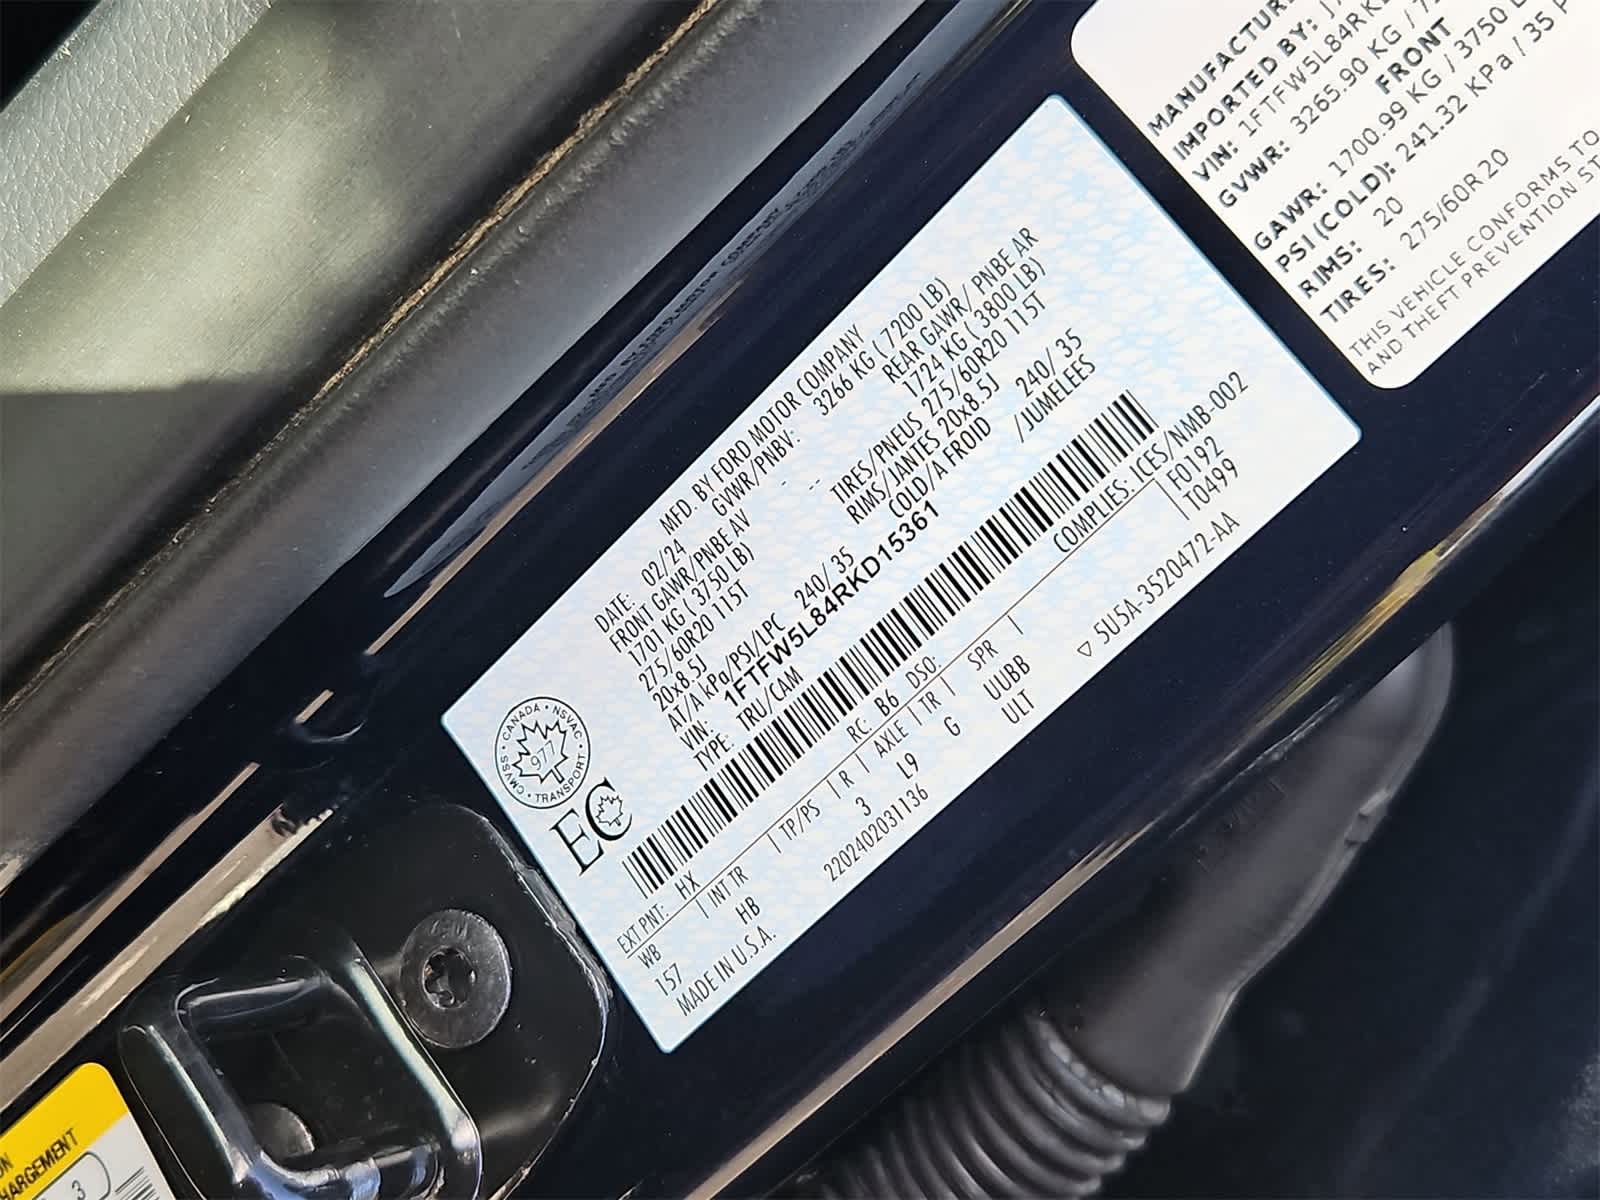 DATE: 02/24 MFD. BY FORD MOTOR COMPANY
FRONT GAWR/PNBE AV GVWR/PNBV: 3266 KG ( 7200 LB)
1701 KG ( 3750 LB) - REAR GAWR/ PNBE AR
275/60R20 115T -- 1724 KG ( 3800 LB)
20x8.5J TIRES/PNEUS 275/60R20 115T
AT/A kPa/PSI/LPC 240/ 35 RIMS/JANTES 20x8.5J
COLD/A FROID 240/ 35
VIN: 1FTFW5L84RKD15361 /JUMELEES
TYPE: TRU/CAM
CANADA • NSVAC • TRANSPORT • CMVSS •
977
EC
COMPLIES: ICES/NMB-002
EXT PNT: HX RC: B6 DSO: F0192
WB INT TR TP/PS R AXLE TR SPR T0499
157 HB 3 L9 G UUBB
MADE IN U.S.A. 2202402031136 ULT
▽ 5U5A-3520472-AA
MANUFACTUR
IMPORTED BY:
VIN: 1FTFW5L84RK
GVWR: 3265.90 KG / 7
FRONT
GAWR: 1700.99 KG / 3750 L
PSI (COLD): 241.32 KPa / 35 P
RIMS: 20
TIRES: 275/60R 20
THIS VEHICLE CONFORMS TO
AND THEFT PREVENTION ST
HARGEMENT
3